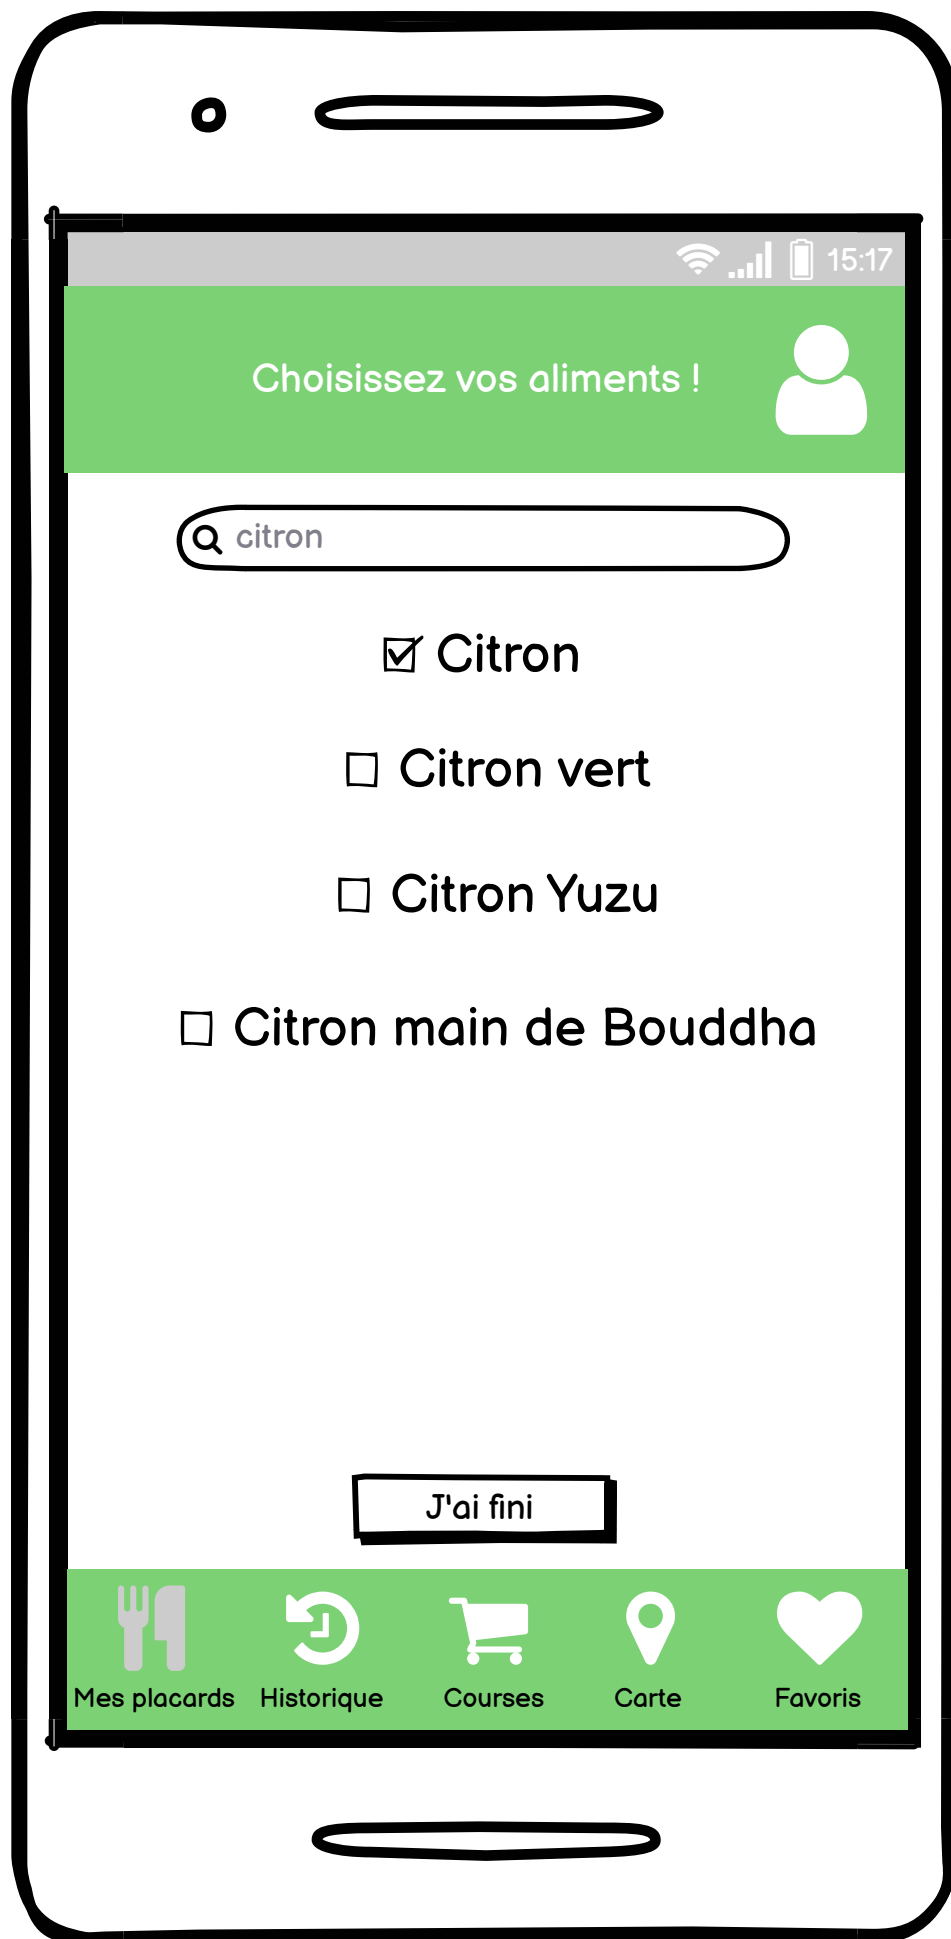 15:17
Choisissez vos aliments !
citron
Citron
Citron vert
Citron Yuzu
Citron main de Bouddha
J'ai fini
Mes placards Historique Courses Carte Favoris